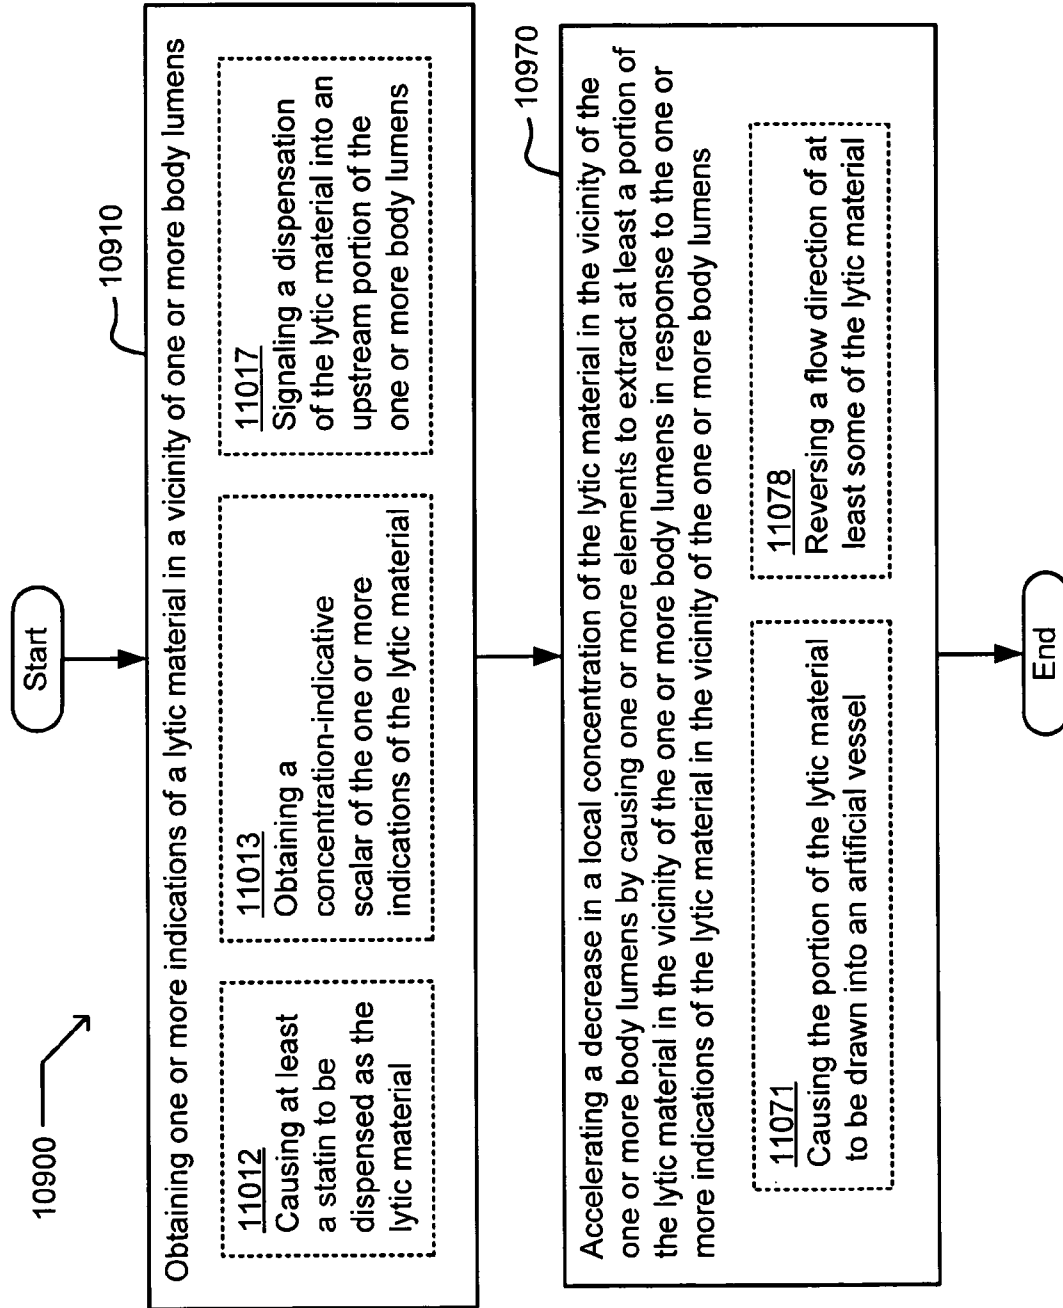 10900
Start
10910
Obtaining one or more indications of a lytic material in a vicinity of one or more body lumens
11012
Causing at least
a statin to be
dispensed as the
lytic material
11013
Obtaining a
concentration-indicative
scalar of the one or more
indications of the lytic material
11017
Signaling a dispensation
of the lytic material into an
upstream portion of the
one or more body lumens
10970
Accelerating a decrease in a local concentration of the lytic material in the vicinity of the
one or more body lumens by causing one or more elements to extract at least a portion of
the lytic material in the vicinity of the one or more body lumens in response to the one or
more indications of the lytic material in the vicinity of the one or more body lumens
11071
Causing the portion of the lytic material
to be drawn into an artificial vessel
11078
Reversing a flow direction of at
least some of the lytic material
End